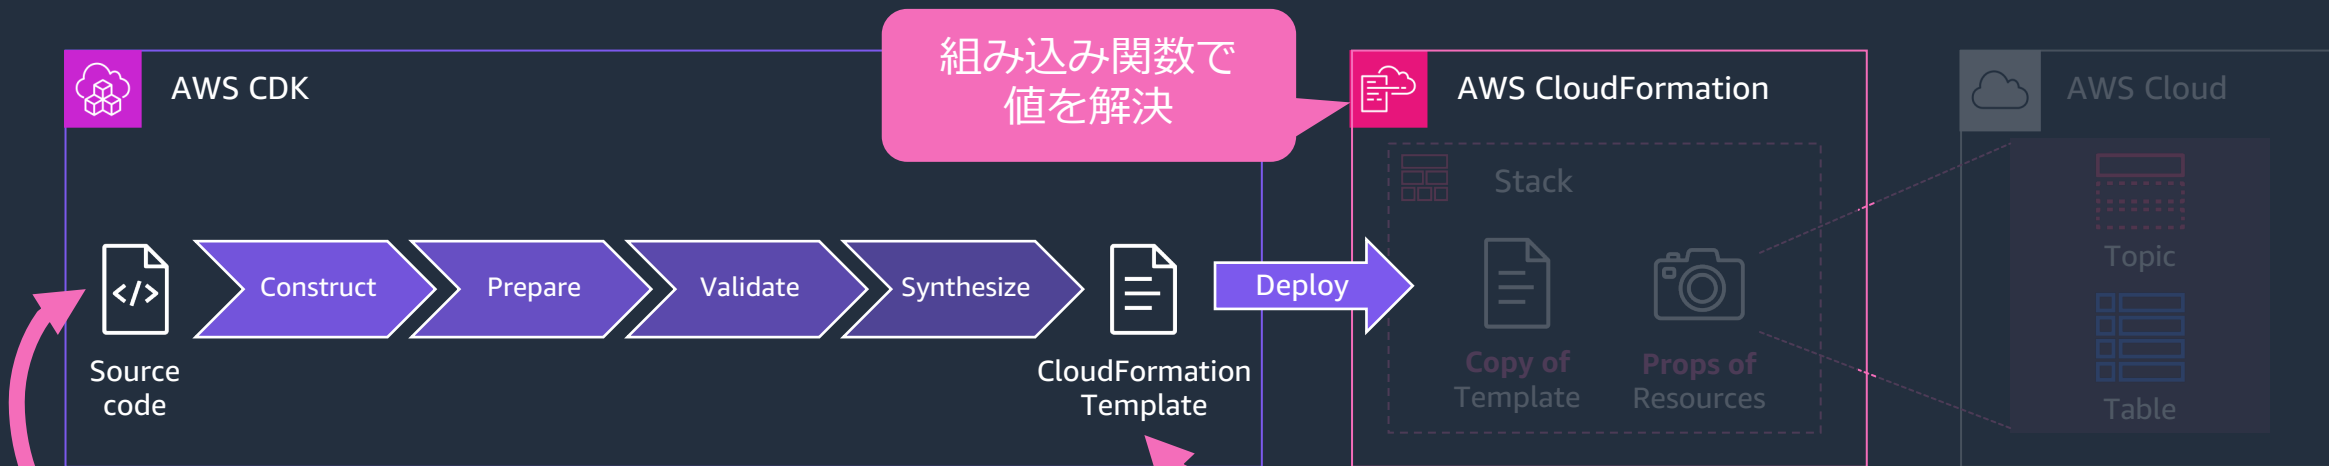 組み込み関数で
値を解決
AWS CDK
AWS CloudFormation
AWS Cloud
Stack
</>
Construct
Prepare
Validate
Synthesize
Deploy
Topic
Source
code
CloudFormation
Template
Copy of
Template
Props of
Resources
Table